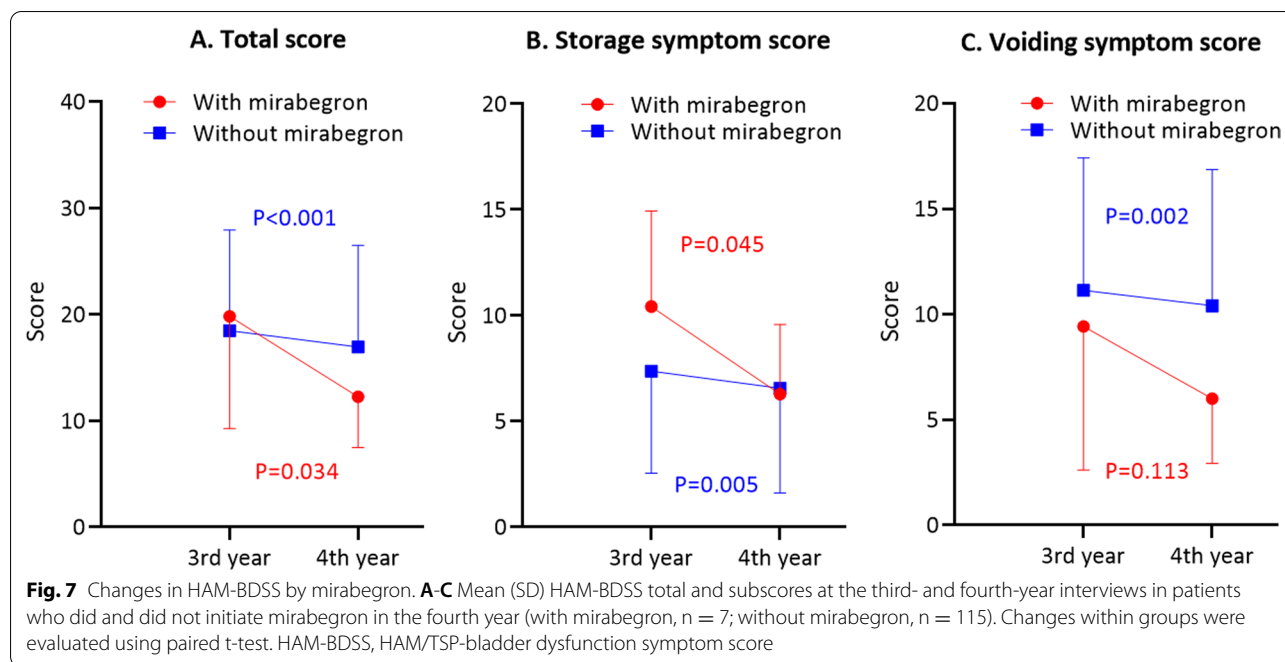 A. Total score
With mirabegron
Without mirabegron
40
30
20
10
0
Score
P<0.001
P=0.034
3rd year
4th year
B. Storage symptom score
With mirabegron
Without mirabegron
20
15
10
5
0
Score
P=0.045
P=0.005
3rd year
4th year
C. Voiding symptom score
With mirabegron
Without mirabegron
20
15
10
5
0
Score
P=0.002
P=0.113
3rd year
4th year
Fig. 7 Changes in HAM-BDSS by mirabegron. A-C Mean (SD) HAM-BDSS total and subscores at the third- and fourth-year interviews in patients
who did and did not initiate mirabegron in the fourth year (with mirabegron, n = 7; without mirabegron, n = 115). Changes within groups were
evaluated using paired t-test. HAM-BDSS, HAM/TSP-bladder dysfunction symptom score